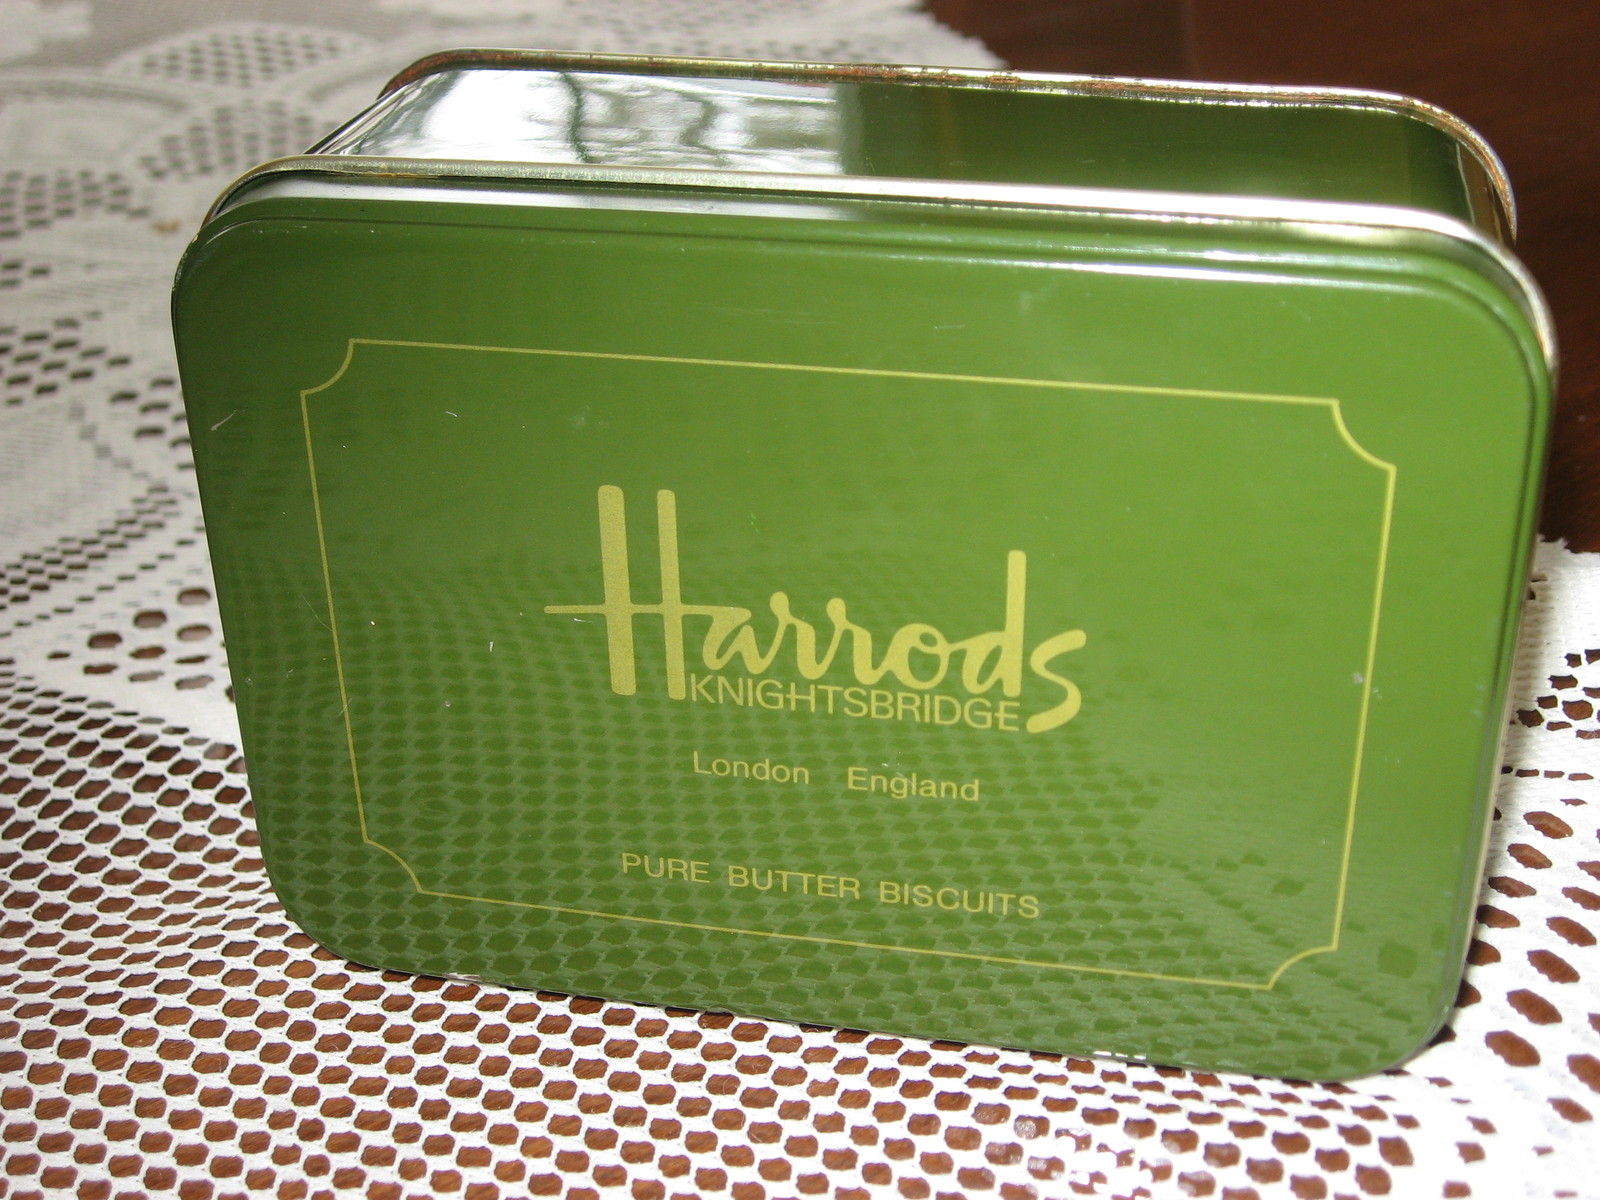 Harrods
KNIGHTSBRIDGE
London England
PURE BUTTER BISCUITS